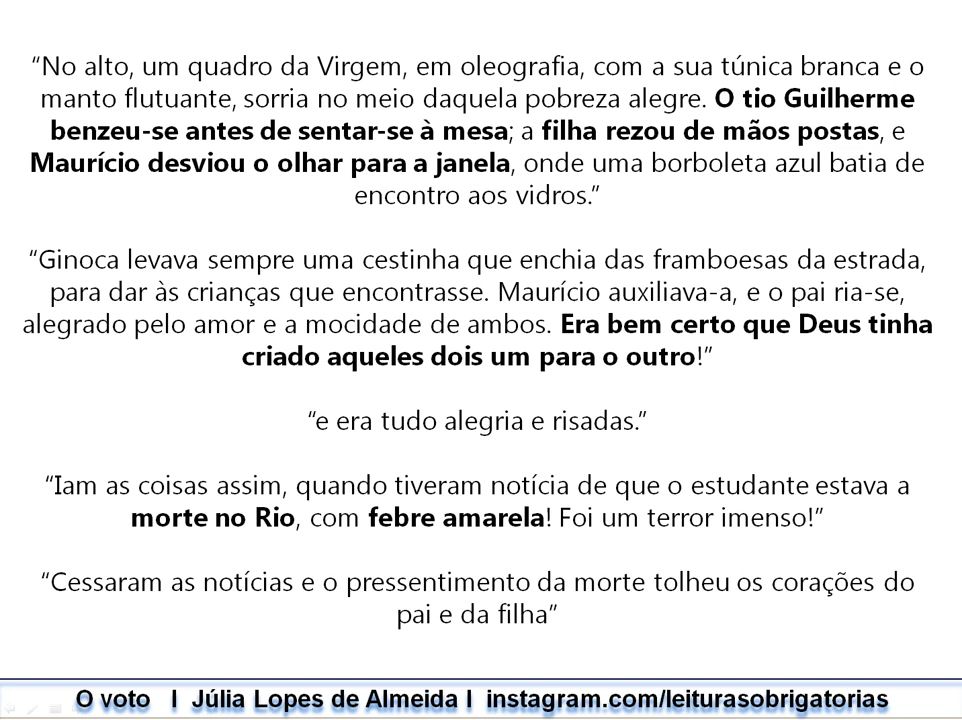 “No alto, um quadro da Virgem, em oleografia, com a sua túnica branca e o
manto flutuante, sorria no meio daquela pobreza alegre. O tio Guilherme
benzeu-se antes de sentar-se à mesa; a filha rezou de mãos postas, e
Maurício desviou o olhar para a janela, onde uma borboleta azul batia de
encontro aos vidros.”
“Ginoca levava sempre uma cestinha que enchia das framboesas da estrada,
para dar às crianças que encontrasse. Maurício auxiliava-a, e o pai ria-se,
alegrado pelo amor e a mocidade de ambos. Era bem certo que Deus tinha
criado aqueles dois um para o outro!”
“e era tudo alegria e risadas.”
“Iam as coisas assim, quando tiveram notícia de que o estudante estava a
morte no Rio, com febre amarela! Foi um terror imenso!”
“Cessaram as notícias e o pressentimento da morte tolheu os corações do
pai e da filha”
O voto I Júlia Lopes de Almeida I instagram.com/leiturasobrigatorias